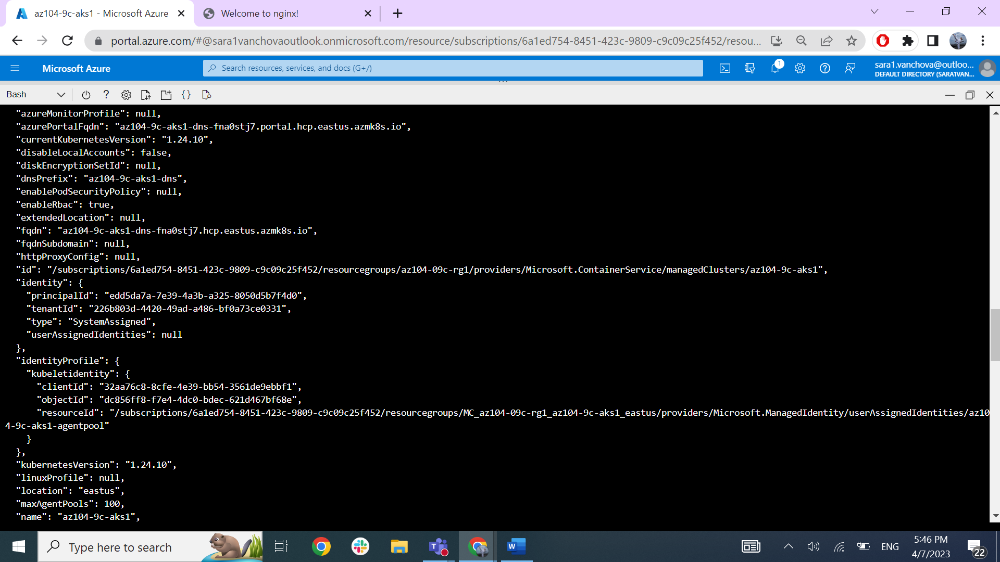 az104-9c-aks1 - Microsoft Azure
Welcome to nginx!
portal.azure.com/#@sara1vanchovaoutlook.onmicrosoft.com/resource/subscriptions/6a1ed754-8451-423c-9809-c9c09c25f452/resou...
Microsoft Azure
Search resources, services, and docs (G+/)
1
sara1.vanchova@outloo...
DEFAULT DIRECTORY (SARA1VAN...
Bash
"azureMonitorProfile": null,
"azurePortalFqdn": "az104-9c-aks1-dns-fna0stj7.portal.hcp.eastus.azmk8s.io",
"currentKubernetesVersion": "1.24.10",
"disableLocalAccounts": false,
"diskEncryptionSetId": null,
"dnsPrefix": "az104-9c-aks1-dns",
"enablePodSecurityPolicy": null,
"enableRbac": true,
"extendedLocation": null,
"fqdn": "az104-9c-aks1-dns-fna0stj7.hcp.eastus.azmk8s.io",
"fqdnSubdomain": null,
"httpProxyConfig": null,
"id": "/subscriptions/6a1ed754-8451-423c-9809-c9c09c25f452/resourcegroups/az104-09c-rg1/providers/Microsoft.ContainerService/managedClusters/az104-9c-aks1",
"identity": {
"principalId": "edd5da7a-7e39-4a3b-a325-8050d5b7f4d0",
"tenantId": "226b803d-4420-49ad-a486-bf0a73ce0331",
"type": "SystemAssigned",
"userAssignedIdentities": null
},
"identityProfile": {
"kubeletidentity": {
"clientId": "32aa76c8-8cfe-4e39-bb54-3561de9ebbf1",
"objectId": "dc856ff8-f7e4-4dc0-bdec-621d467bf68e",
"resourceId": "/subscriptions/6a1ed754-8451-423c-9809-c9c09c25f452/resourcegroups/MC_az104-09c-rg1_az104-9c-aks1_eastus/providers/Microsoft.ManagedIdentity/userAssignedIdentities/az10
4-9c-aks1-agentpool"
}
},
"kubernetesVersion": "1.24.10",
"linuxProfile": null,
"location": "eastus",
"maxAgentPools": 100,
"name": "az104-9c-aks1",
Type here to search
ENG
5:46 PM
4/7/2023
22